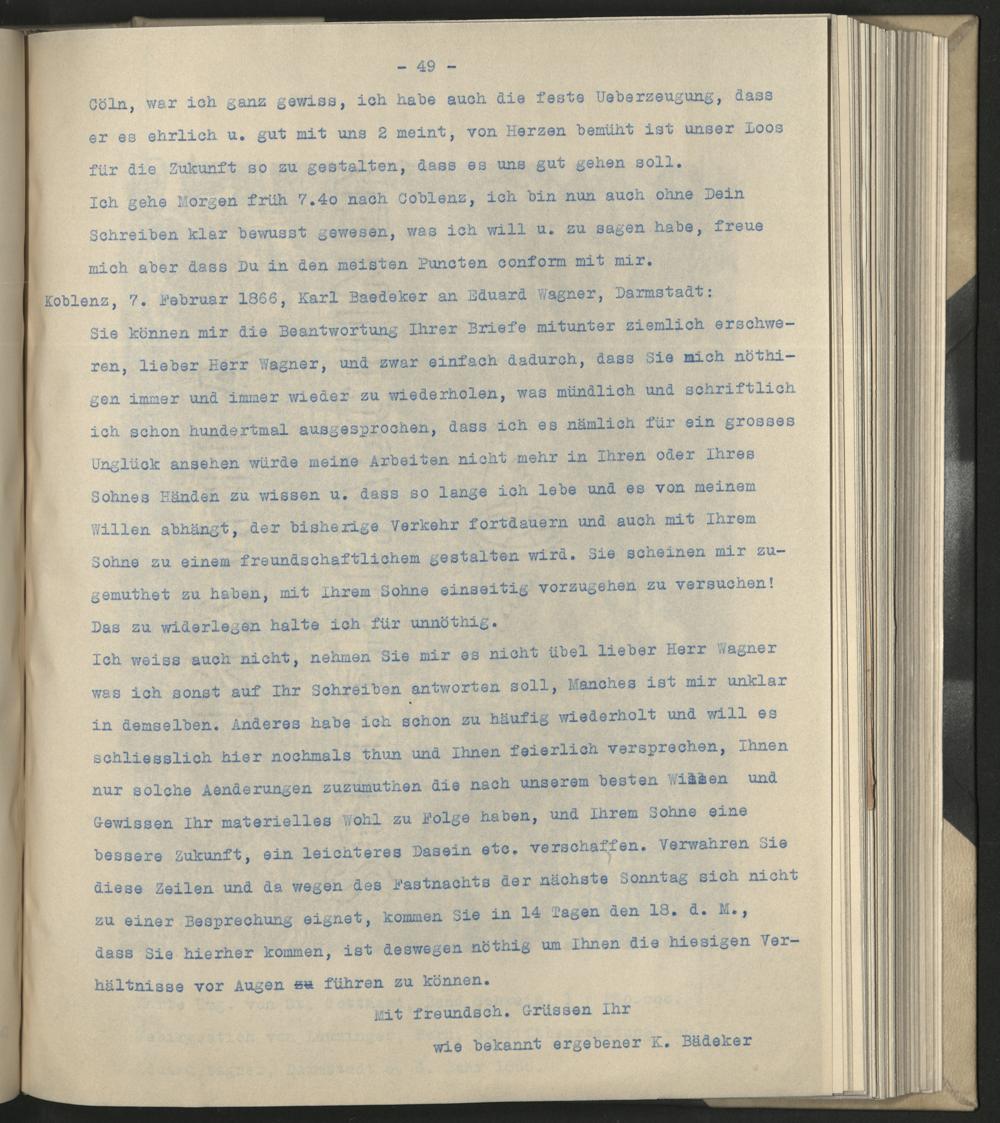 - 49 -
Cöln, war ich ganz gewiss, ich habe auch die feste Ueberzeugung, dass
er es ehrlich u. gut mit uns 2 meint, von Herzen bemüht ist unser Loos
für die Zukunft so zu gestalten, dass es uns gut gehen soll.
Ich gehe Morgen früh 7.4o nach Coblenz, ich bin nun auch ohne Dein
Schreiben klar bewusst gewesen, was ich will u. zu sagen habe, freue
mich aber dass Du in den meisten Puncten conform mit mir.
Koblenz, 7. Februar 1866, Karl Baedeker an Eduard Wagner, Darmstadt:
Sie können mir die Beantwortung Ihrer Briefe mitunter ziemlich erschwe-
ren, lieber Herr Wagner, und zwar einfach dadurch, dass Sie mich nöthi-
gen immer und immer wieder zu wiederholen, was mündlich und schriftlich
ich schon hundertmal ausgesprochen, dass ich es nämlich für ein grosses
Unglück ansehen würde meine Arbeiten nicht mehr in Ihren oder Ihres
Sohnes Händen zu wissen u. dass so lange ich lebe und es von meinem
Willen abhängt, der bisherige Verkehr fortdauern und auch mit Ihrem
Sohne zu einem freundschaftlichem gestalten wird. Sie scheinen mir zu-
gemuthet zu haben, mit Ihrem Sohne einseitig vorzugehen zu versuchen!
Das zu widerlegen halte ich für unnöthig.
Ich weiss auch nicht, nehmen Sie mir es nicht übel lieber Herr Wagner
was ich sonst auf Ihr Schreiben antworten soll, Manches ist mir unklar
in demselben. Anderes habe ich schon zu häufig wiederholt und will es
schliesslich hier nochmals thun und Ihnen feierlich versprechen, Ihnen
nur solche Aenderungen zuzumuthen die nach unserem besten Wissen und
Gewissen Ihr materielles Wohl zu Folge haben, und Ihrem Sohne eine
bessere Zukunft, ein leichteres Dasein etc. verschaffen. Verwahren Sie
diese Zeilen und da wegen des Fastnachts der nächste Sonntag sich nicht
zu einer Besprechung eignet, kommen Sie in 14 Tagen den 18. d. M.,
dass Sie hierher kommen, ist deswegen nöthig um Ihnen die hiesigen Ver-
hältnisse vor Augen zu führen zu können.
Mit freundsch. Grüssen Ihr
wie bekannt ergebener K. Bädeker